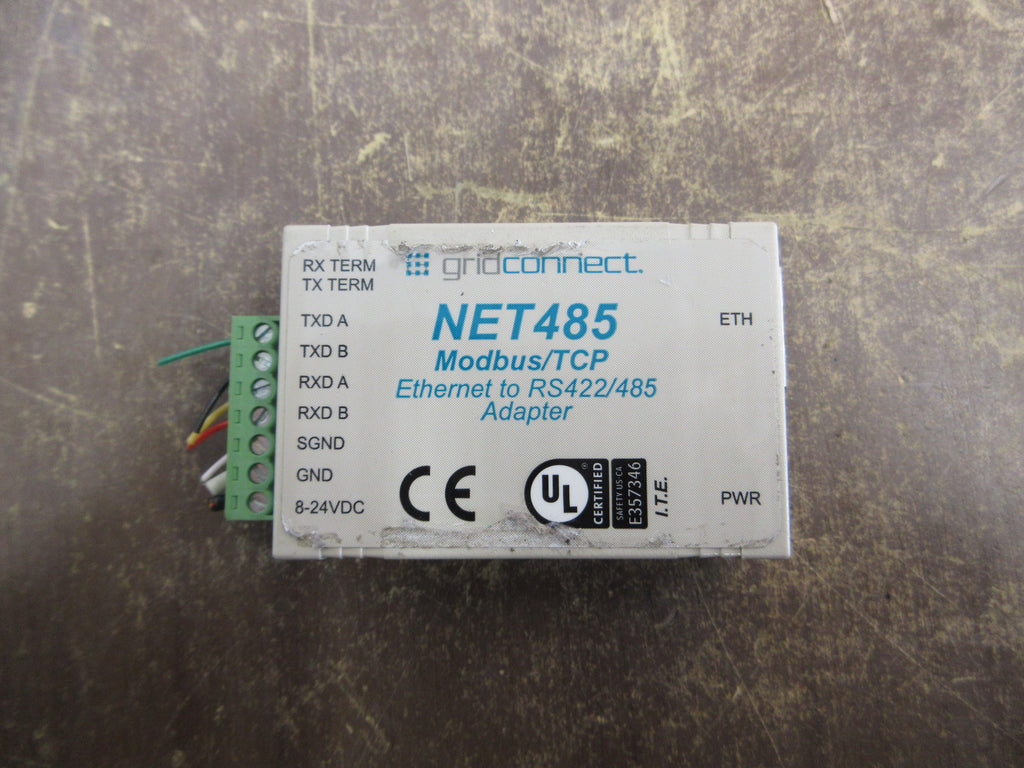 RX TERM
TX TERM
gridconnect.
NET485
Modbus/TCP
Ethernet to RS422/485
Adapter
TXD A
TXD B
RXD A
RXD B
SGND
GND
8-24VDC
ETH
PWR
CE
UL
®
CERTIFIED
SAFETY US-CA
E357346
I.T.E.